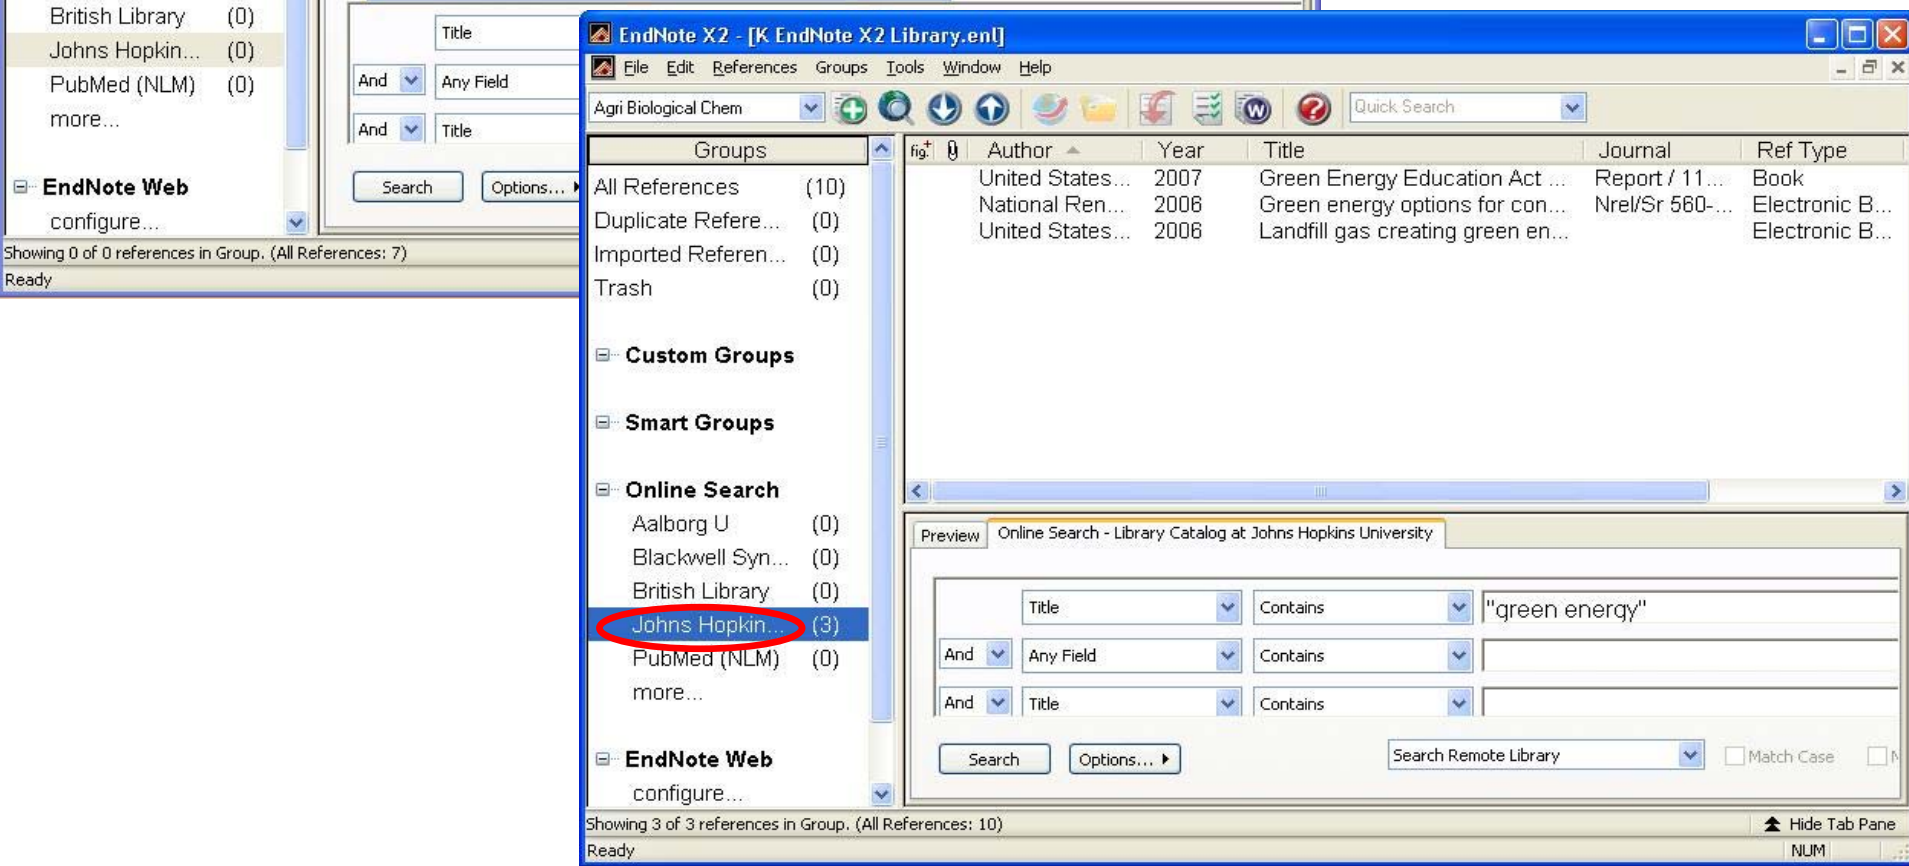 British Library (0)
Johns Hopkin... (0)
PubMed (NLM) (0)
more...
EndNote Web
configure...
Title
And Any Field
And Title
Search Options...
Showing 0 of 0 references in Group. (All References: 7)
Ready
EndNote X2 - [K EndNote X2 Library.enl]
File Edit References Groups Tools Window Help
Agri Biological Chem Quick Search
Groups
All References (10)
Duplicate Refere... (0)
Imported Referen... (0)
Trash (0)
Custom Groups
Smart Groups
Online Search
Aalborg U (0)
Blackwell Syn... (0)
British Library (0)
Johns Hopkin... (3)
PubMed (NLM) (0)
more...
EndNote Web
configure...
fig. Author Year Title Journal Ref Type
United States... 2007 Green Energy Education Act ... Report / 11... Book
National Ren... 2006 Green energy options for con... Nrel/Sr 560-... Electronic B...
United States... 2006 Landfill gas creating green en... Electronic B...
Preview Online Search - Library Catalog at Johns Hopkins University
Title Contains "green energy"
And Any Field Contains
And Title Contains
Search Options... Search Remote Library Match Case
Showing 3 of 3 references in Group. (All References: 10) Hide Tab Pane
Ready NUM